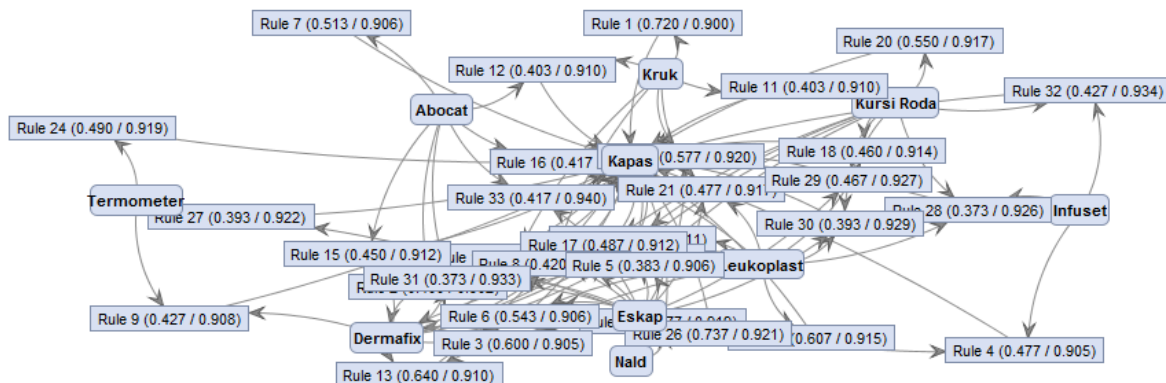 Rule 7 (0.513 / 0.906)
Rule 1 (0.720 / 0.900)
Rule 20 (0.550 / 0.917)
Rule 12 (0.403 / 0.910)
Kruk
Rule 11 (0.403 / 0.910)
Rule 32 (0.427 / 0.934)
Kursi Roda
Abocat
Rule 24 (0.490 / 0.919)
Rule 16 (0.417
Kapas
(0.577 / 0.920)
Rule 18 (0.460 / 0.914)
Rule 29 (0.467 / 0.927)
Rule 21 (0.477 / 0.917)
Termometer
Rule 33 (0.417 / 0.940)
Rule 27 (0.393 / 0.922)
Rule 28 (0.373 / 0.926)
Infuset
Rule 30 (0.393 / 0.929)
Rule 17 (0.487 / 0.912)
11)
Rule 15 (0.450 / 0.912)
Rule
Rule 8 (0.420
Rule 5 (0.383 / 0.906)
Leukoplast
Rule 31 (0.373 / 0.933)
Rule 9 (0.427 / 0.908)
Rule 6 (0.543 / 0.906)
Eskap
Dermafix
Rule 3 (0.600 / 0.905)
Rule 26 (0.737 / 0.921)
(0.607 / 0.915)
Rule 4 (0.477 / 0.905)
Nald
Rule 13 (0.640 / 0.910)